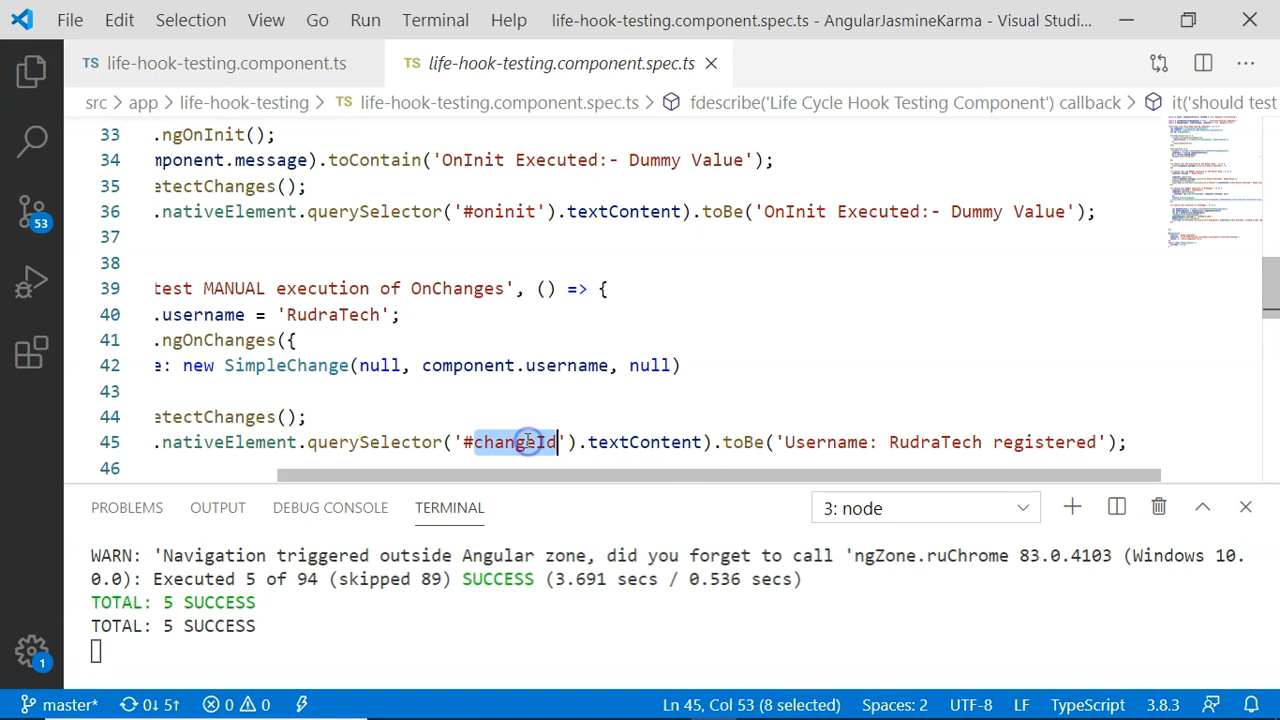 File Edit Selection View Go Run Terminal Help life-hook-testing.component.spec.ts - AngularJasmineKarma - Visual Studi...
TS life-hook-testing.component.ts TS life-hook-testing.component.spec.ts
src > app > life-hook-testing > TS life-hook-testing.component.spec.ts > fdescribe('Life Cycle Hook Testing Component') callback > it('should test
33 .ngOnInit();
34 mponent.message).toContain('OnInit Executed:- Dummy Value');
35 etectChanges();
36 .nativeElement.querySelector('#oninit').textContent).toBe('OnInit Executed:- Dummy Value');
37
38
39 test MANUAL execution of OnChanges', () => {
40 .username = 'RudraTech';
41 .ngOnChanges({
42 e: new SimpleChange(null, component.username, null)
43
44 etectChanges();
45 .nativeElement.querySelector('#changeId').textContent).toBe('Username: RudraTech registered');
46
53
PROBLEMS OUTPUT DEBUG CONSOLE TERMINAL 3: node
WARN: 'Navigation triggered outside Angular zone, did you forget to call 'ngZone.ruChrome 83.0.4103 (Windows 10.
0.0): Executed 5 of 94 (skipped 89) SUCCESS (3.691 secs / 0.536 secs)
TOTAL: 5 SUCCESS
TOTAL: 5 SUCCESS
1
master* 0↓ 5↑ 0 0 Ln 45, Col 53 (8 selected) Spaces: 2 UTF-8 LF TypeScript 3.8.3